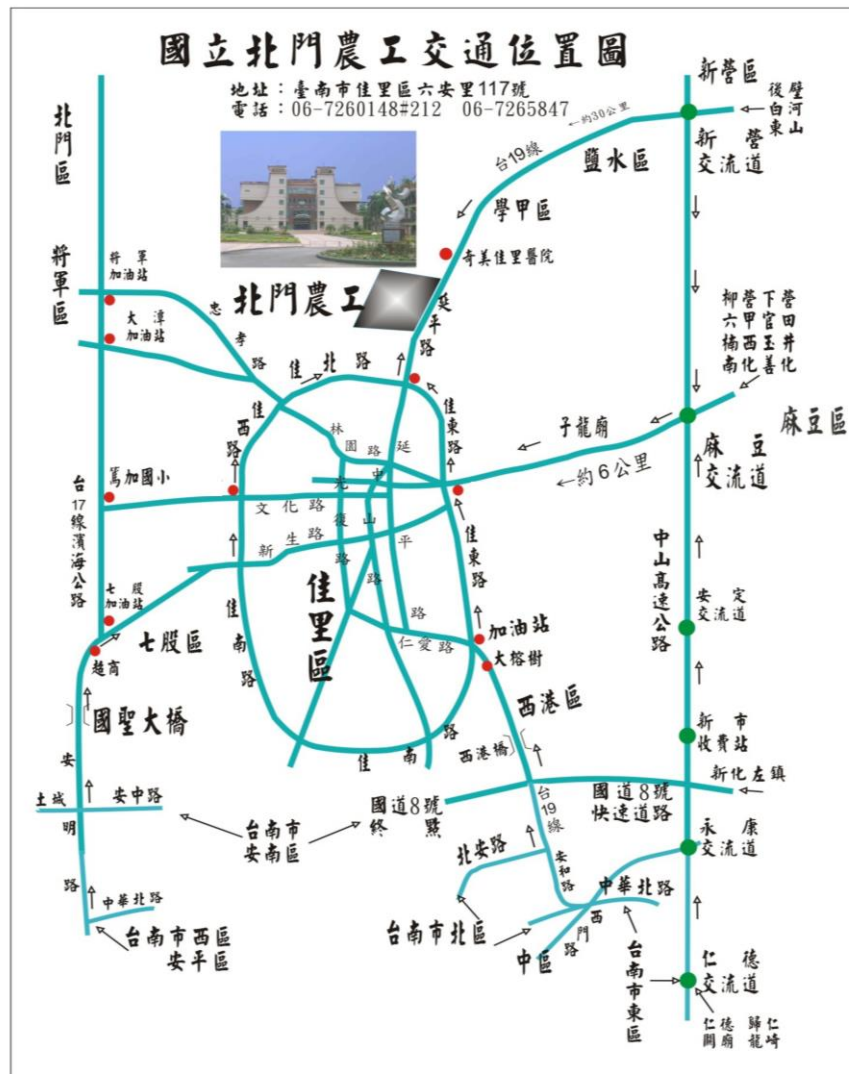 國立北門農工交通位置圖
地址：臺南市佳里區六安里117號
電話：06-7260148#212 06-7265847
新營區
後壁
白河
東山
←約30公里
新營
交流道
北門區
台19線
鹽水區
學甲區
奇美佳里醫院
將軍區
將軍
加油站
北門農工
延平路
大潭
加油站
忠孝路
柳營下營
六甲官田
楠西玉井
南化善化
佳北路
佳西路
佳東路
林園路
子龍廟
麻豆區
麻豆
交流道
←約6公里
篤加國小
文化路
光復路
中山路
延平路
台17線濱海公路
新生路
佳東路
中山高速公路
佳里區
佳南路
七股
加油站
安定
交流道
七股區
仁愛路
加油站
大榕樹
超商
西港區
國聖大橋
西港橋
佳南路
新市
收費站
新化左鎮
安明路
土城
安中路
國道8號
終點
國道8號
快速道路
台19線
台南市
安南區
永康
交流道
北安路
安和路
中華北路
中華北路
台南市北區
西門路
中區
台南市西區
安平區
台南市東區
仁德
交流道
仁德 歸仁
關廟 龍崎